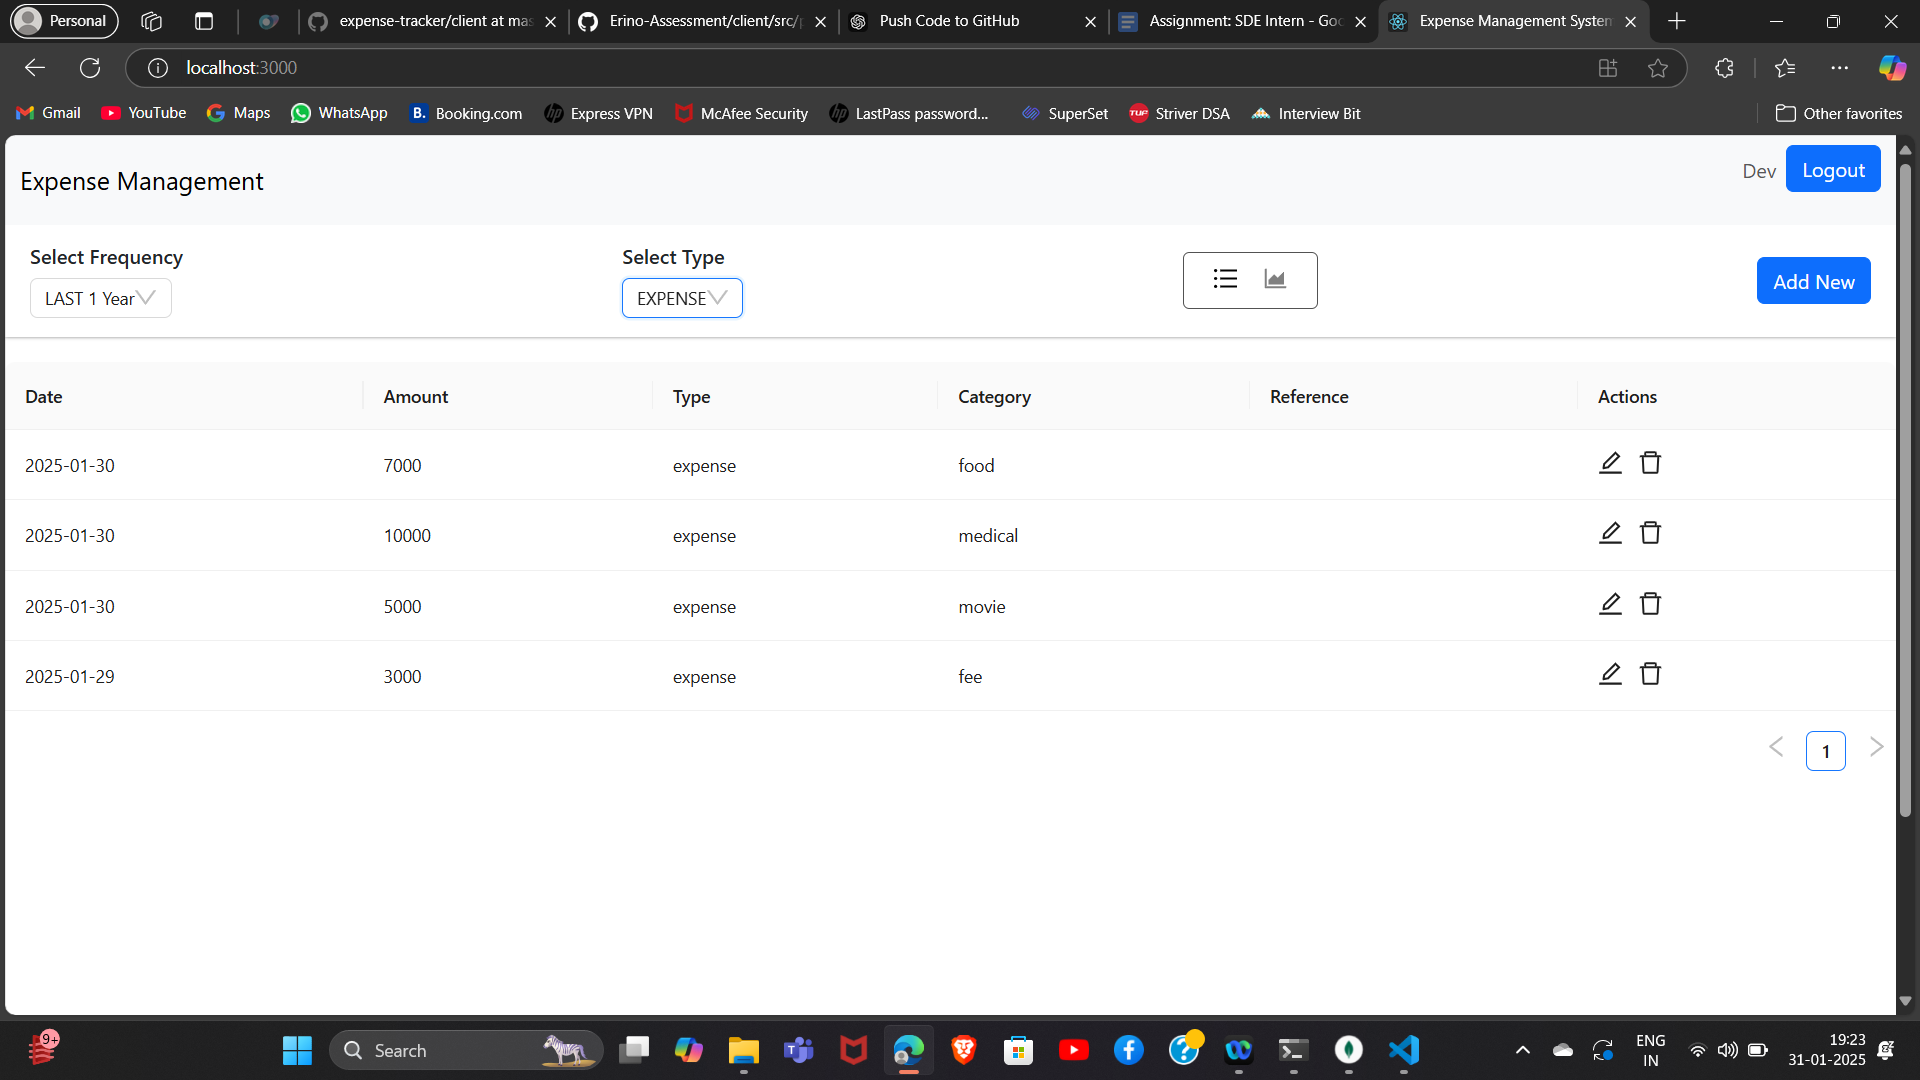 Personal
expense-tracker/client at mas
Erino-Assessment/client/src/p
Push Code to GitHub
Assignment: SDE Intern - Goo
Expense Management System
localhost:3000
Gmail
YouTube
Maps
WhatsApp
B. Booking.com
hp Express VPN
McAfee Security
hp LastPass password...
SuperSet
TUF Striver DSA
Interview Bit
Other favorites
Expense Management
Dev Logout
Select Frequency
LAST 1 Year
Select Type
EXPENSE
Add New
Date Amount Type Category Reference Actions
2025-01-30 7000 expense food
2025-01-30 10000 expense medical
2025-01-30 5000 expense movie
2025-01-29 3000 expense fee
1
9+
Search
ENG
IN
19:23
31-01-2025